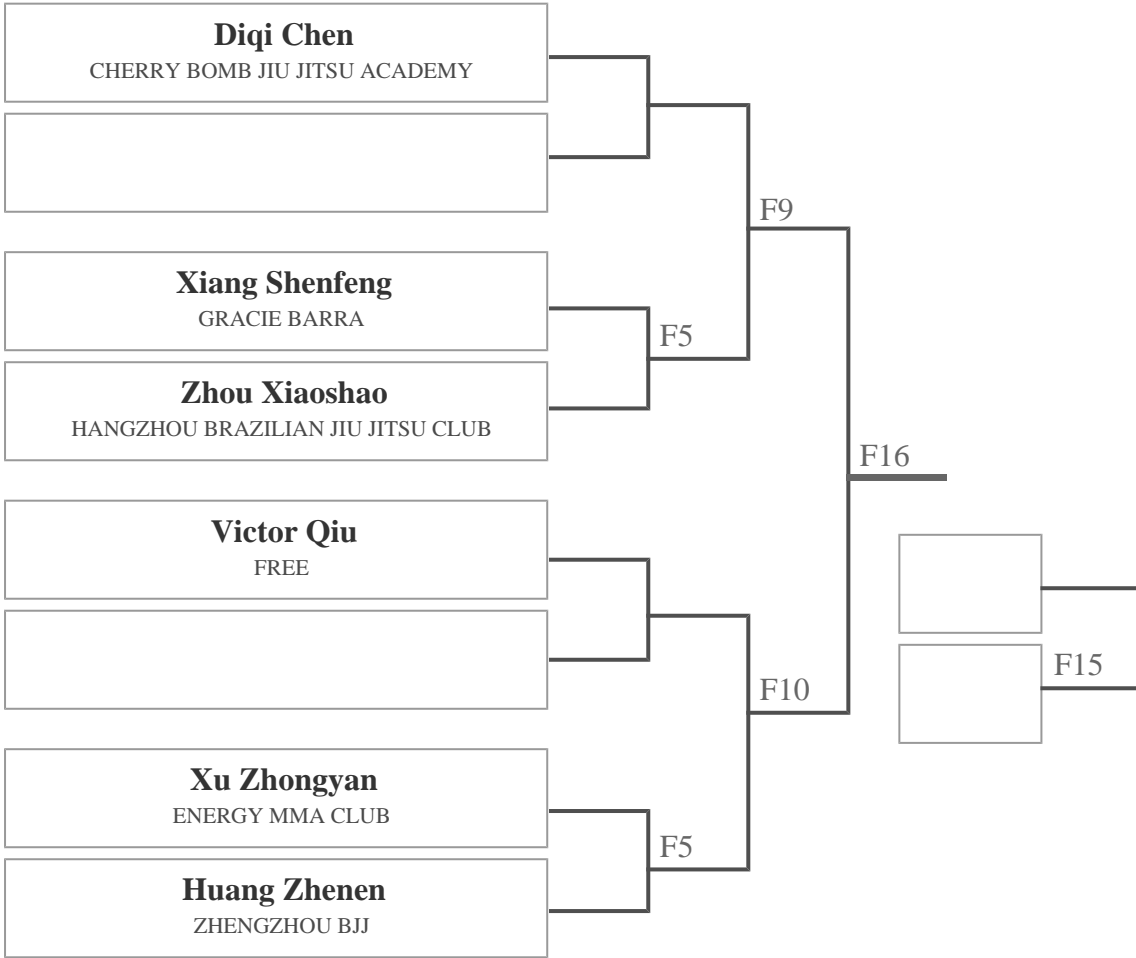 Diqi Chen
CHERRY BOMB JIU JITSU ACADEMY
F9
Xiang Shenfeng
GRACIE BARRA
F5
Zhou Xiaoshao
HANGZHOU BRAZILIAN JIU JITSU CLUB
F16
Victor Qiu
FREE
F15
F10
Xu Zhongyan
ENERGY MMA CLUB
F5
Huang Zhenen
ZHENGZHOU BJJ